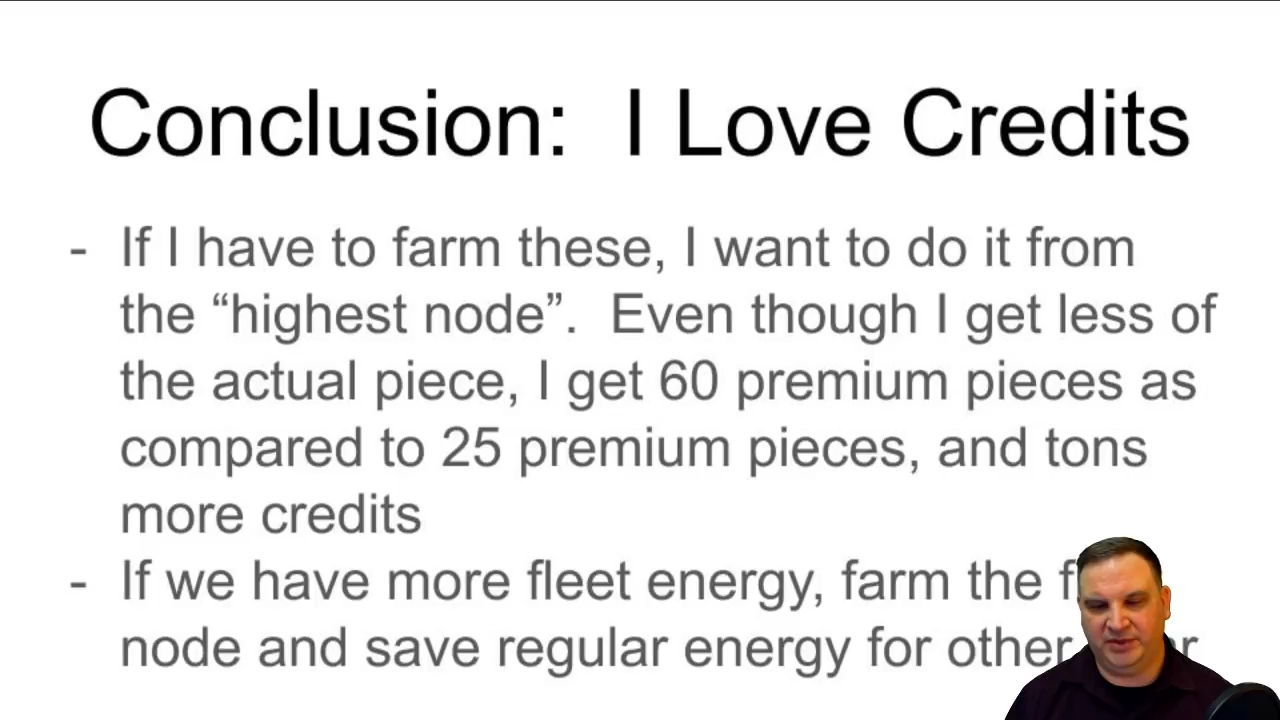 Conclusion:  I Love Credits
- If I have to farm these, I want to do it from
the “highest node”.  Even though I get less of
the actual piece, I get 60 premium pieces as
compared to 25 premium pieces, and tons
more credits
- If we have more fleet energy, farm the
node and save regular energy for other